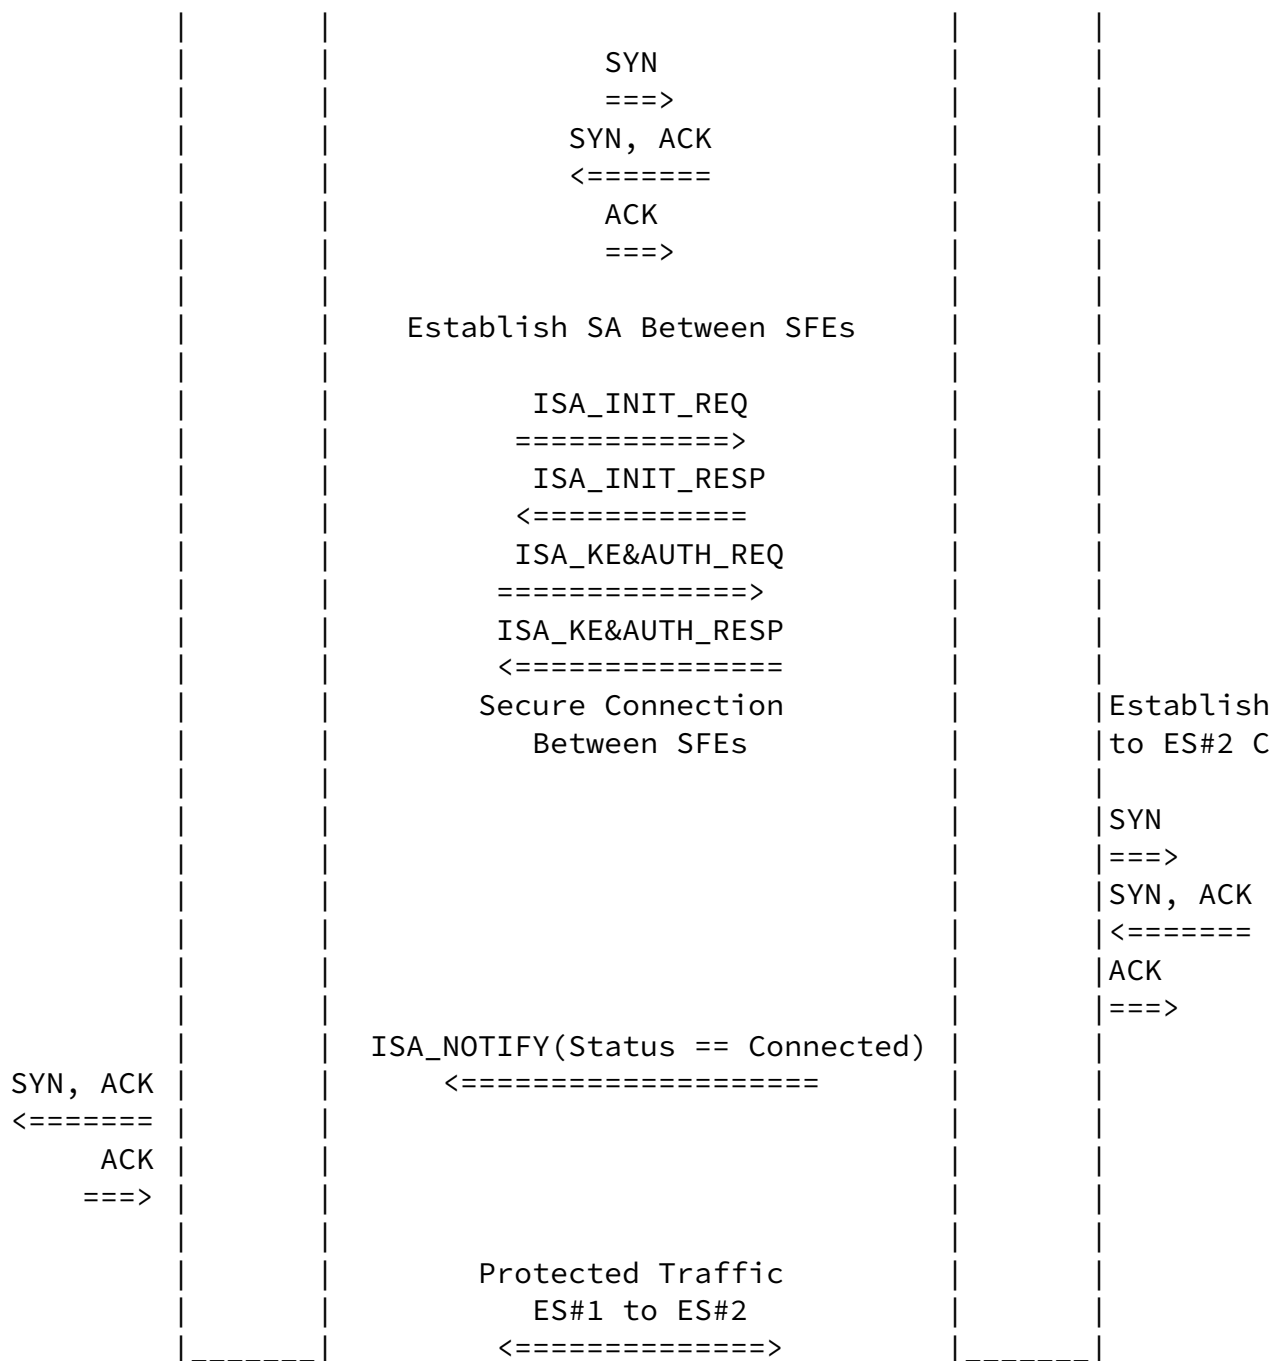 SYN
===>
SYN, ACK
<=======
ACK
===>
Establish SA Between SFEs
ISA_INIT_REQ
============>
ISA_INIT_RESP
<============
ISA_KE&AUTH_REQ
==============>
ISA_KE&AUTH_RESP
<===============
Secure Connection |Establish
Between SFEs |to ES#2 C
|SYN
|===>
|SYN, ACK
|<=======
|ACK
|===>
ISA_NOTIFY(Status == Connected)
SYN, ACK | <====================
<=======
ACK
===>
Protected Traffic
ES#1 to ES#2
|_______| <==============> |_______|